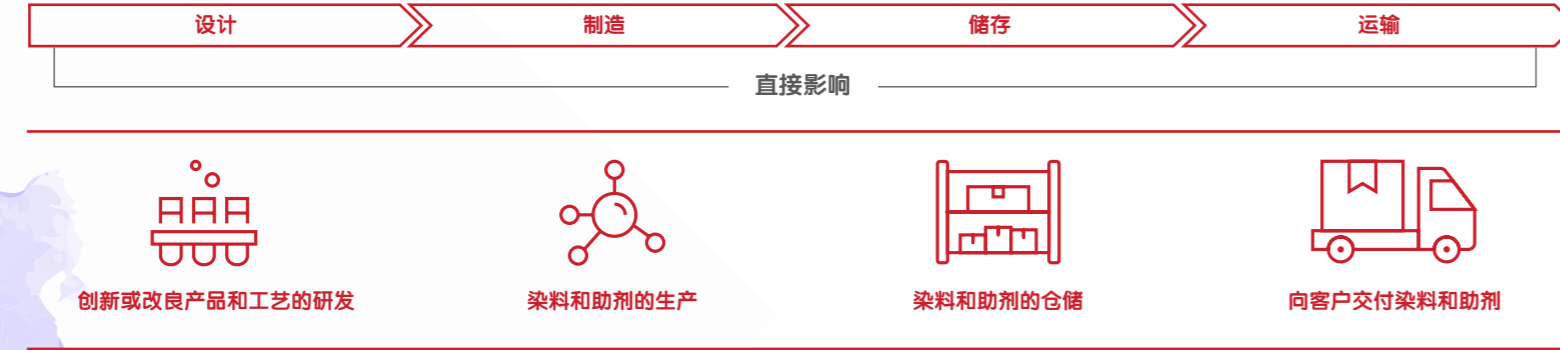 设计
制造
储存
运输
直接影响
创新或改良产品和工艺的研发
染料和助剂的生产
染料和助剂的仓储
向客户交付染料和助剂